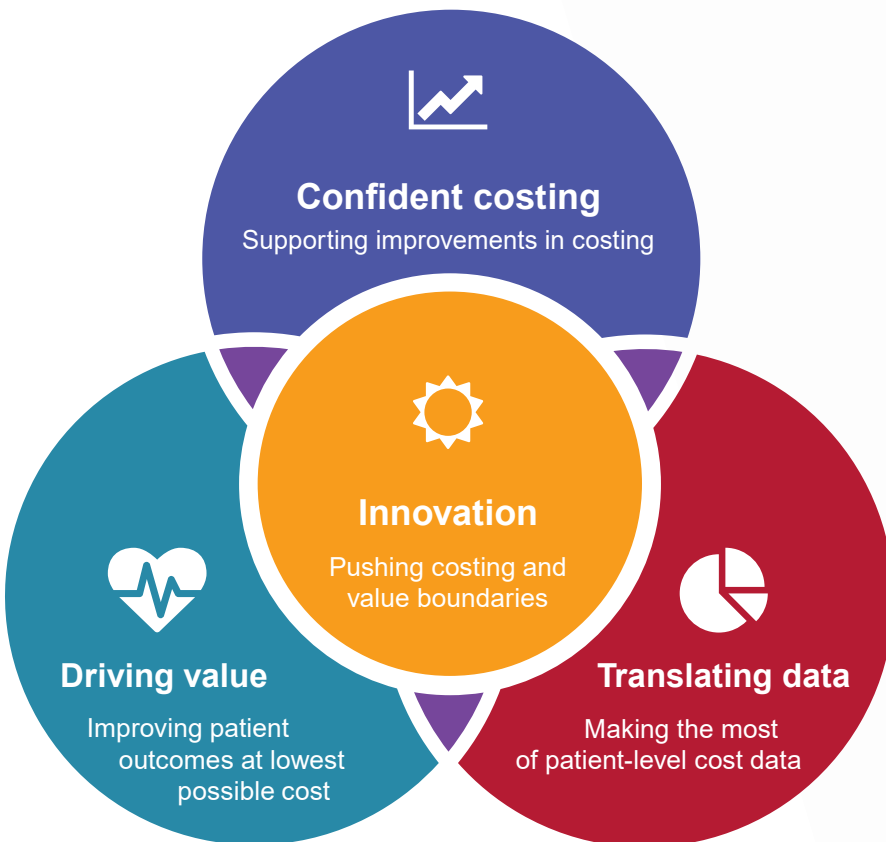 Confident costing
Supporting improvements in costing
Innovation
Pushing costing and
value boundaries
Driving value
Improving patient
outcomes at lowest
possible cost
Translating data
Making the most
of patient-level cost data